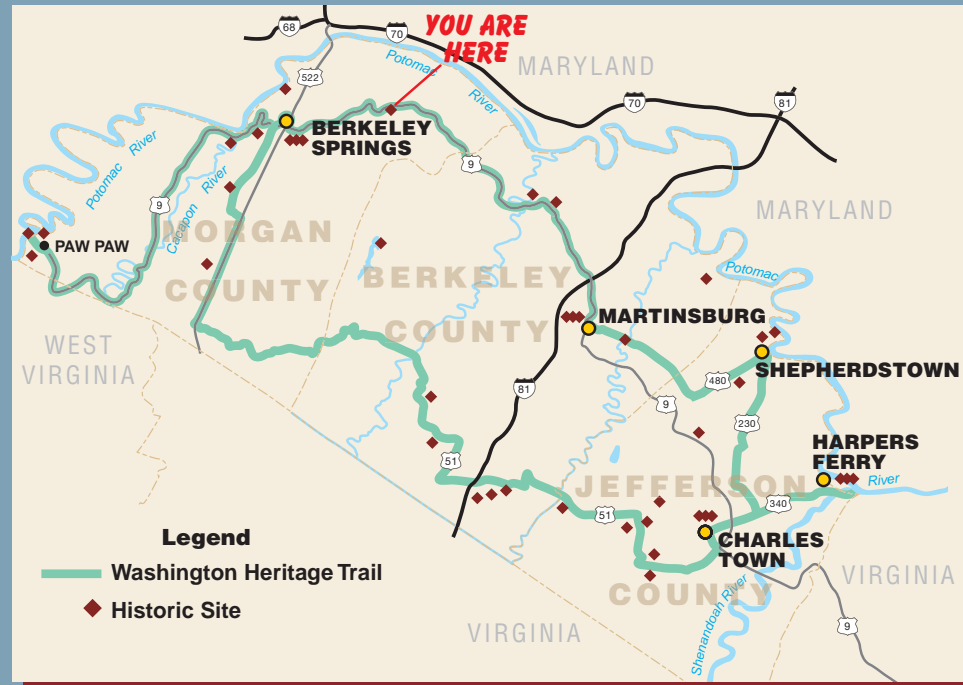 YOU ARE
HERE
68
70
Potomac
River
MARYLAND
522
70
81
BERKELEY
SPRINGS
9
Potomac
River
Cacapon
River
9
MORGAN
COUNTY
PAW PAW
MARYLAND
BERKELEY
COUNTY
Potomac
MARTINSBURG
WEST
VIRGINIA
SHEPHERDSTOWN
480
81
9
230
HARPERS
FERRY
River
51
JEFFERSON
COUNTY
340
51
CHARLES
TOWN
VIRGINIA
Shenandoah River
9
VIRGINIA
Legend
Washington Heritage Trail
Historic Site